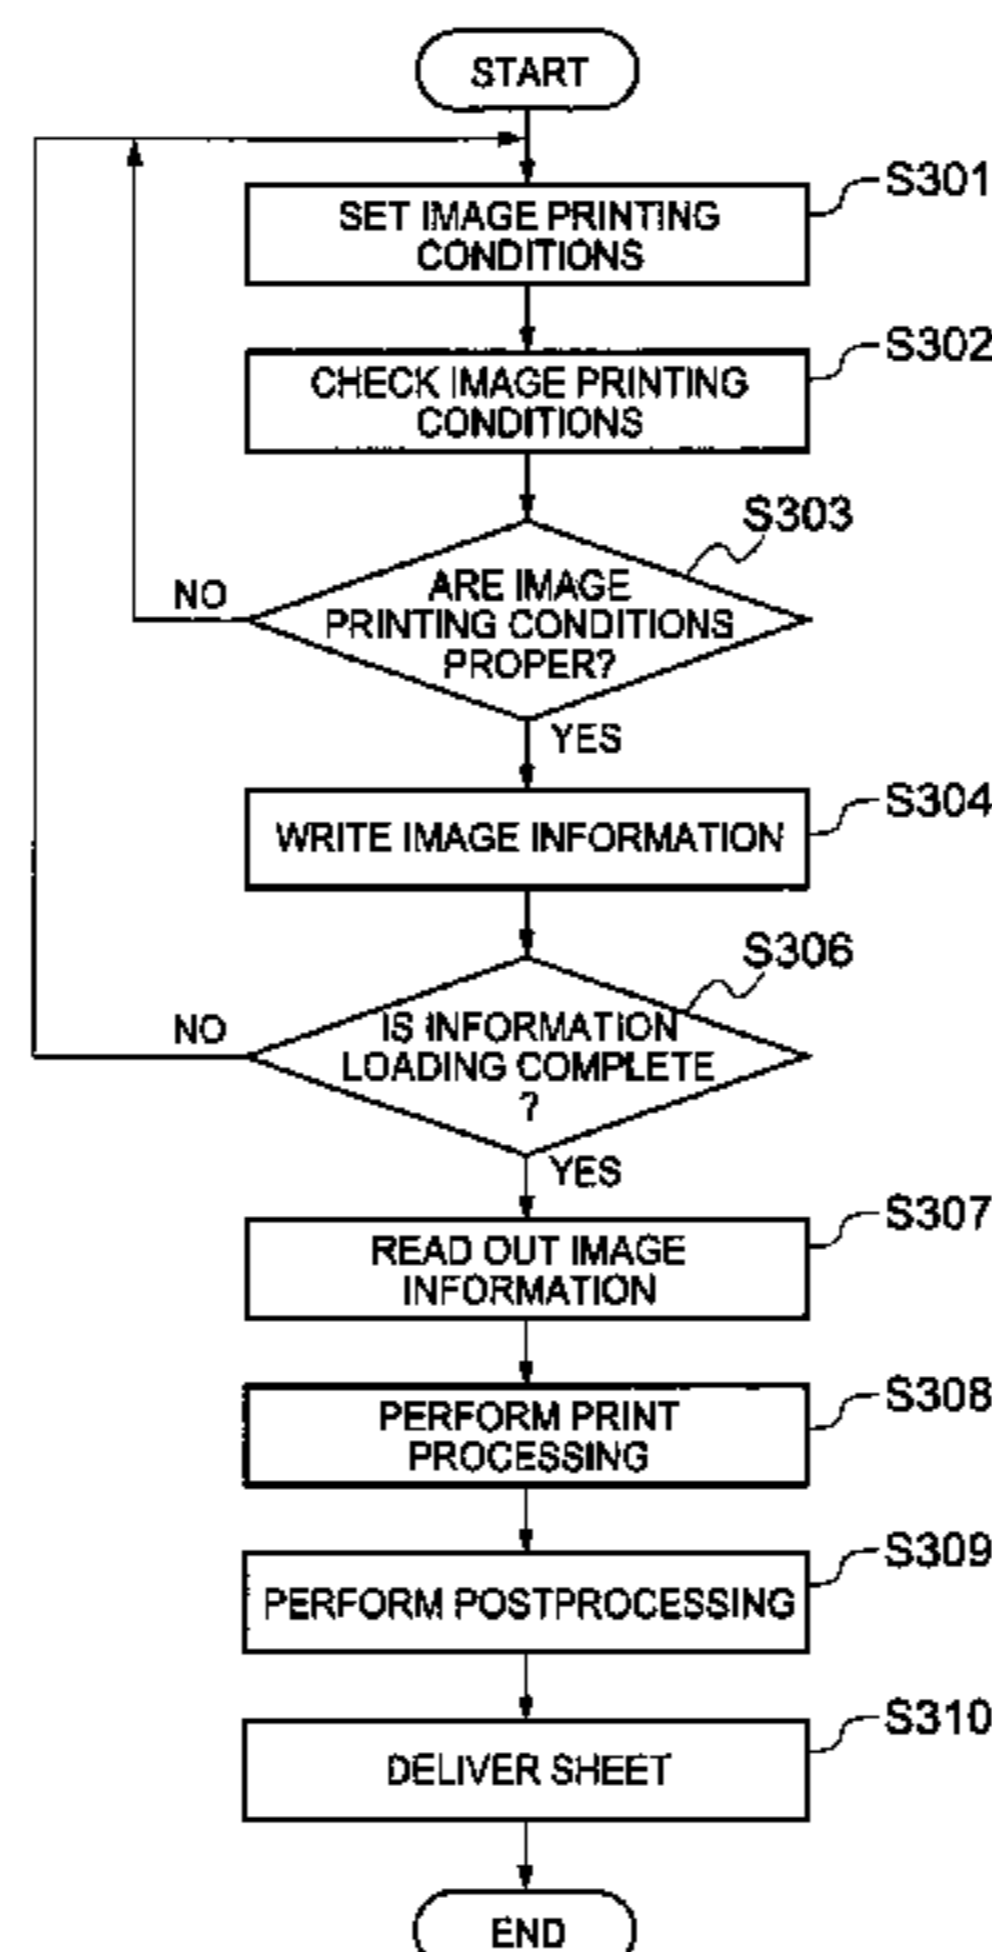 START
S301
SET IMAGE PRINTING
CONDITIONS
S302
CHECK IMAGE PRINTING
CONDITIONS
S303
ARE IMAGE
PRINTING CONDITIONS
PROPER?
NO
YES
S304
WRITE IMAGE INFORMATION
S306
IS INFORMATION
LOADING COMPLETE
?
NO
YES
S307
READ OUT IMAGE
INFORMATION
S308
PERFORM PRINT
PROCESSING
S309
PERFORM POSTPROCESSING
S310
DELIVER SHEET
END